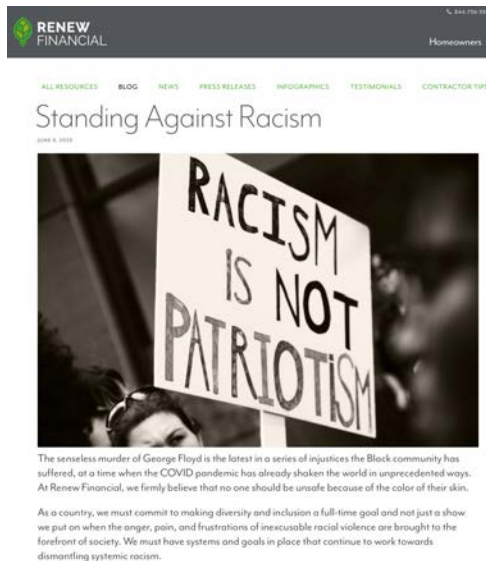 RENEW
FINANCIAL
Homeowners
ALL RESOURCES BLOG NEWS PRESS RELEASES INFOGRAPHICS TESTIMONIALS CONTRACTOR TIPS
Standing Against Racism
RACISM
IS NOT
PATRIOTISM
The senseless murder of George Floyd is the latest in a series of injustices the Black community has
suffered, at a time when the COVID pandemic has already shaken the world in unprecedented ways.
At Renew Financial, we firmly believe that no one should be unsafe because of the color of their skin.
As a country, we must commit to making diversity and inclusion a full-time goal and not just a show
we put on when the anger, pain, and frustrations of inexcusable racial violence are brought to the
forefront of society. We must have systems and goals in place that continue to work towards
dismantling systemic racism.